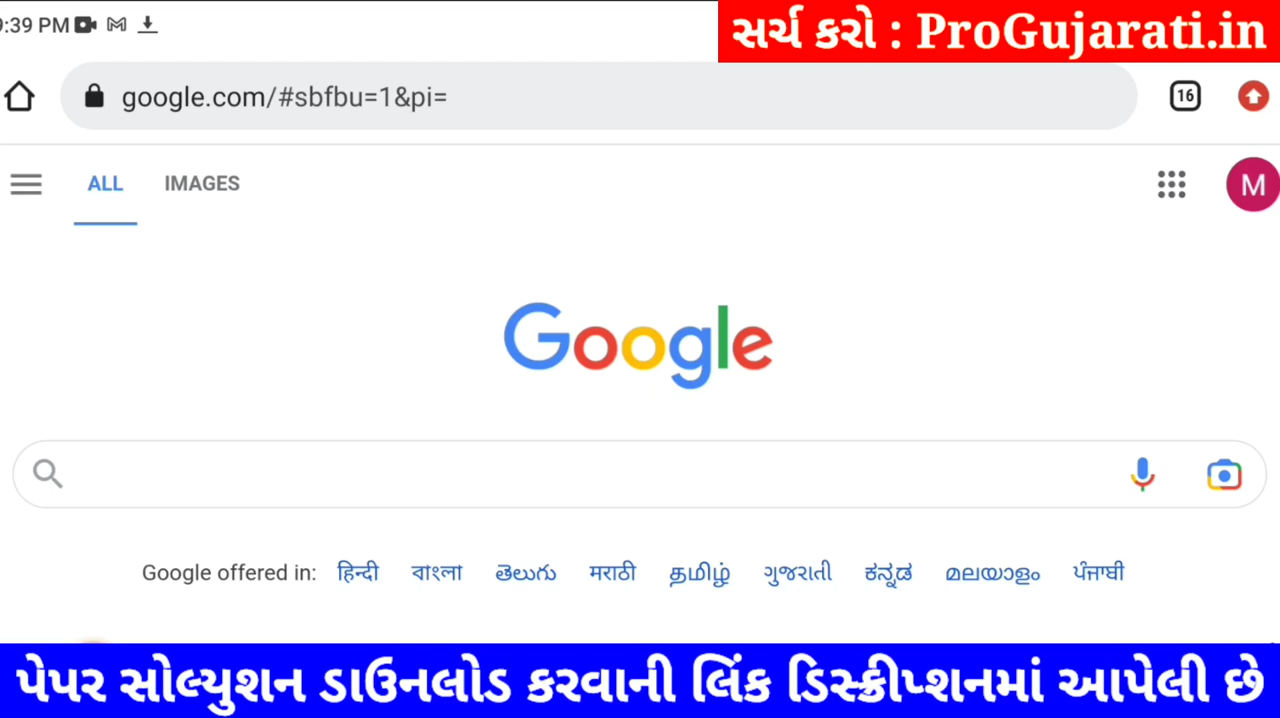 9:39 PM
સર્ચ કરો : ProGujarati.in
google.com/#sbfbu=1&pi=
16
ALL IMAGES
M
Google
Google offered in: हिन्दी বাংলা తెలుగు मराठी தமிழ் ગુજરાતી ಕನ್ನಡ മലയാളം ਪੰਜਾਬੀ
પેપર સોલ્યુશન ડાઉનલોડ કરવાની લિંક ડિસ્ક્રીપ્શનમાં આપેલી છે